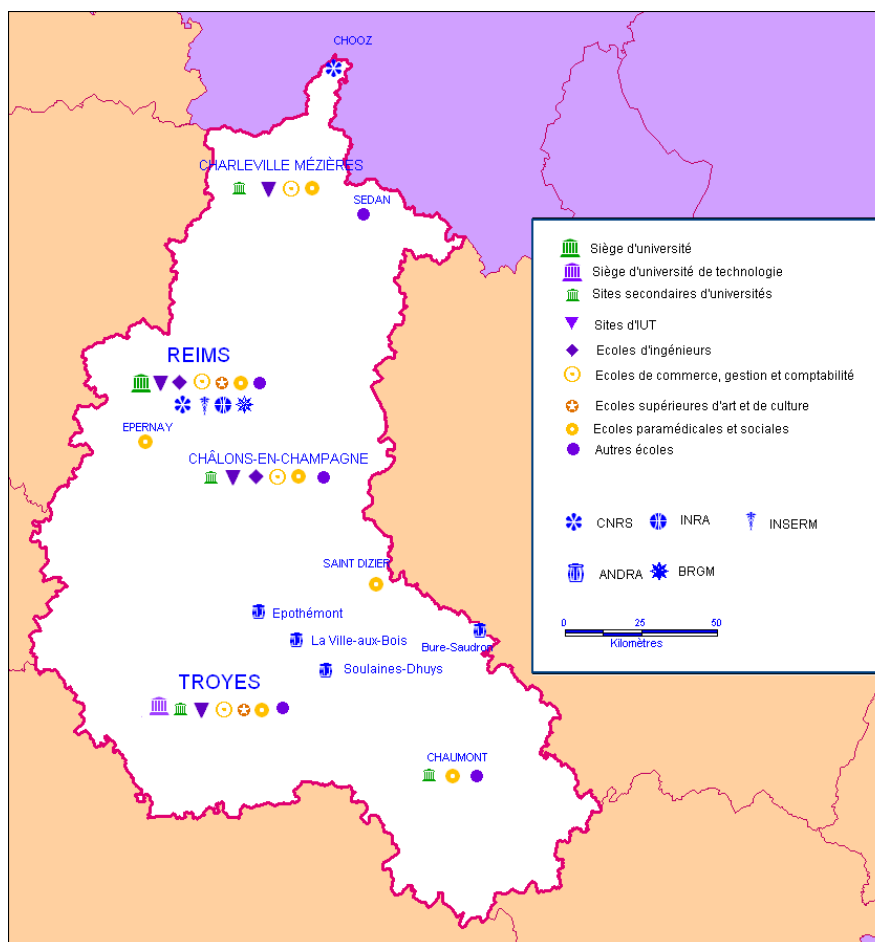 CHOOZ
CHARLEVILLE MÉZIÈRES
SEDAN
REIMS
EPERNAY
CHÂLONS-EN-CHAMPAGNE
SAINT DIZIER
Epothémont
La Ville-aux-Bois
Bure-Saudron
Soulaines-Dhuys
TROYES
CHAUMONT
Siège d'université
Siège d'université de technologie
Sites secondaires d'universités
Sites d'IUT
Ecoles d'ingénieurs
Ecoles de commerce, gestion et comptabilité
Ecoles supérieures d'art et de culture
Ecoles paramédicales et sociales
Autres écoles
CNRS INRA INSERM
ANDRA BRGM
0 25 50
Kilomètres